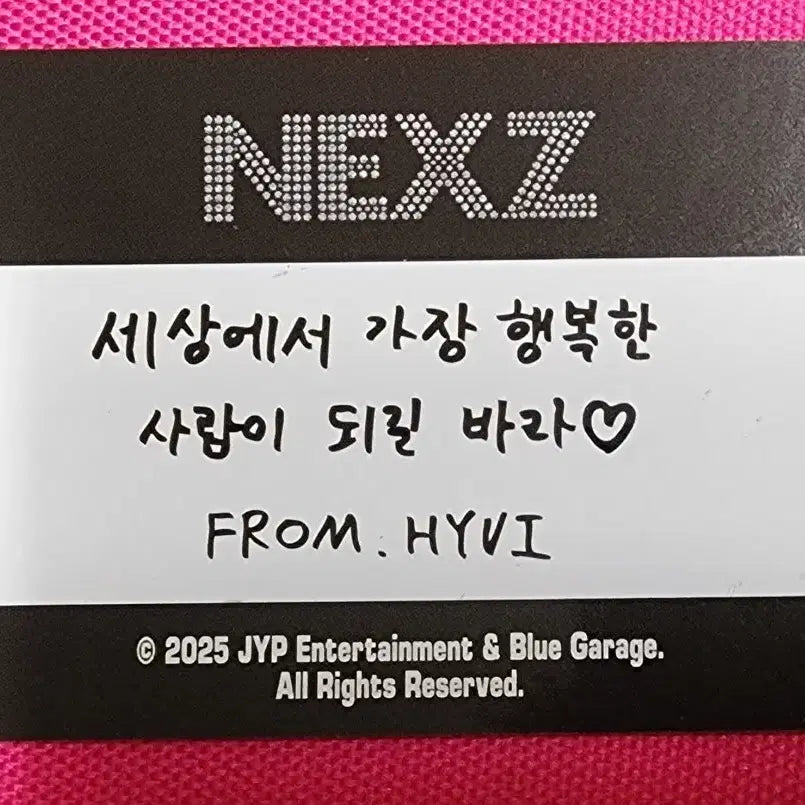 NEXZ
세상에서 가장 행복한
사람이 되길 바라♡
FROM. HYUI
© 2025 JYP Entertainment & Blue Garage.
All Rights Reserved.